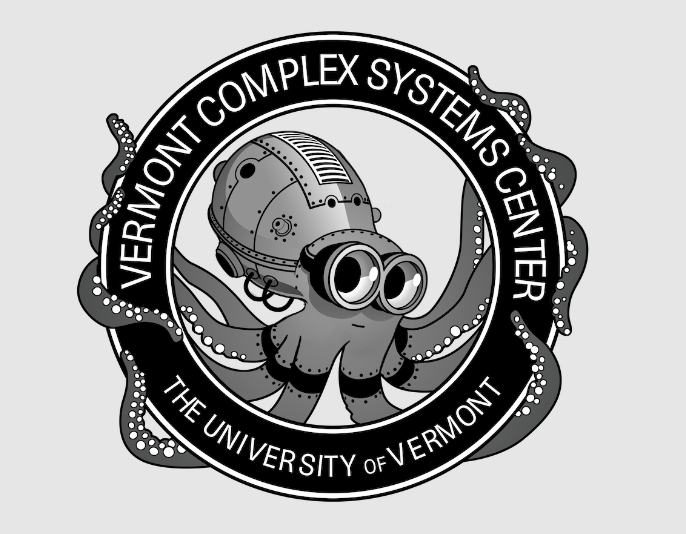 VERMONT COMPLEX SYSTEMS CENTER
THE UNIVERSITY OF VERMONT